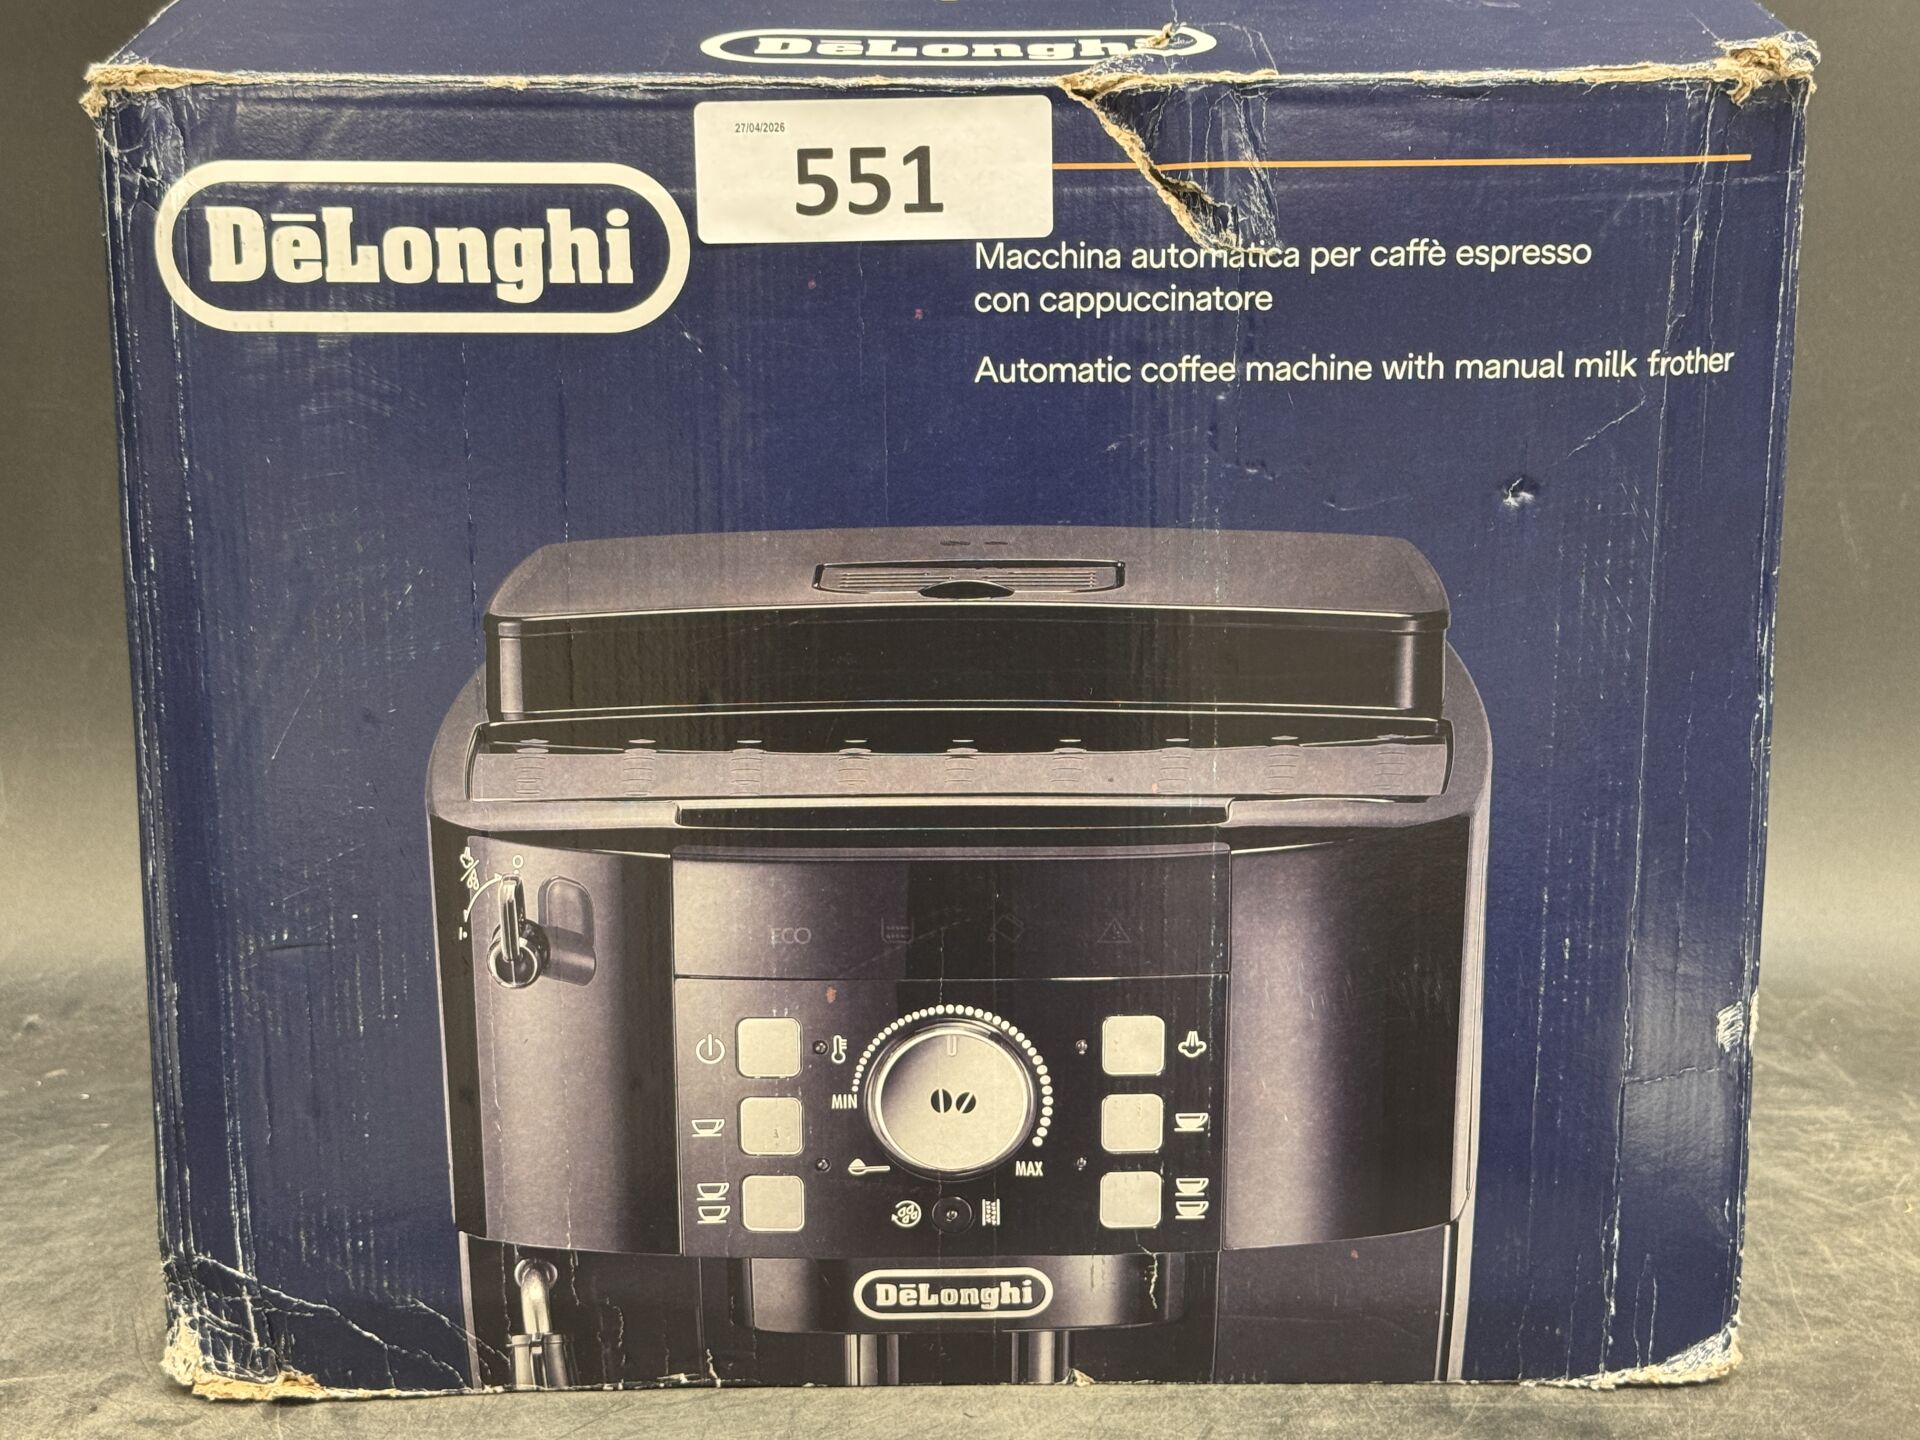 DēLonghi
27/04/2026
551
DēLonghi
Macchina automatica per caffè espresso
con cappuccinatore
Automatic coffee machine with manual milk frother
ECO
MIN
MAX
DēLonghi